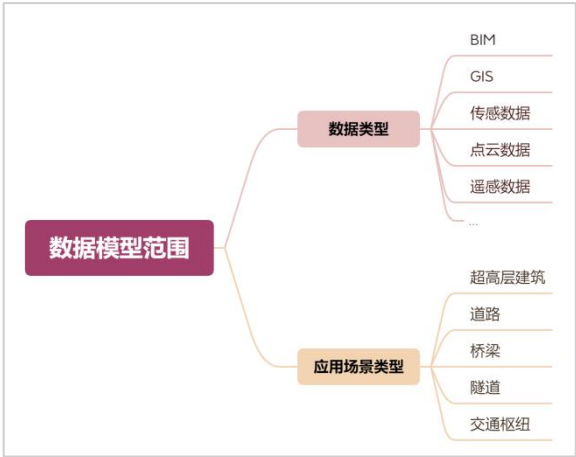 数据模型范围
数据类型
BIM
GIS
传感数据
点云数据
遥感数据
...
应用场景类型
超高层建筑
道路
桥梁
隧道
交通枢纽